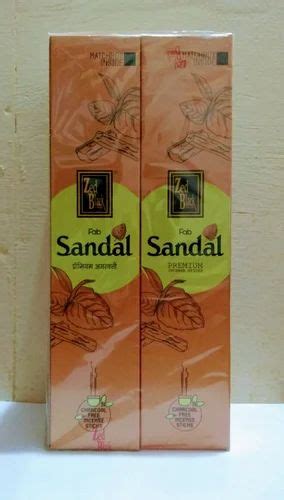 MATCHBOX
INSIDE
Zed
Black
Fab
Sandal
प्रीमियम अगरबत्ती
CHARCOAL
FREE
INCENSE
STICKS
MATCHBOX
INSIDE
Zed
Black
Fab
Sandal
PREMIUM
INCENSE STICKS
CHARCOAL
FREE
INCENSE
STICKS